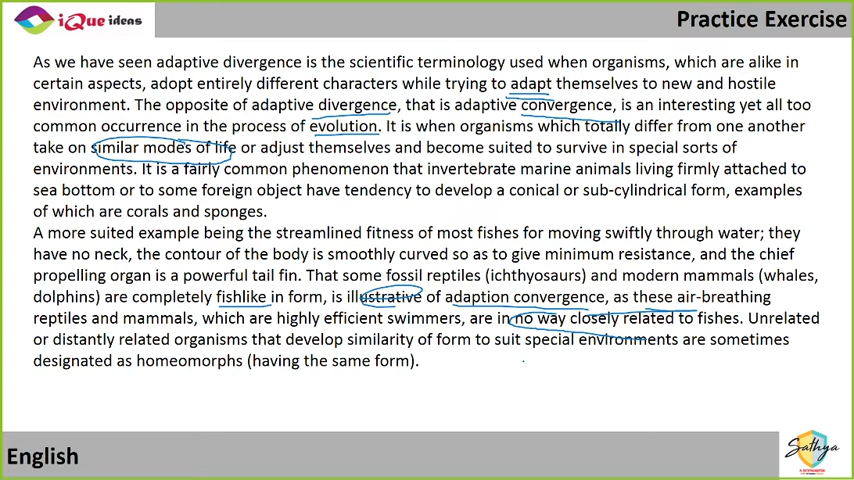 iQue ideas
Practice Exercise
As we have seen adaptive divergence is the scientific terminology used when organisms, which are alike in
certain aspects, adopt entirely different characters while trying to adapt themselves to new and hostile
environment. The opposite of adaptive divergence, that is adaptive convergence, is an interesting yet all too
common occurrence in the process of evolution. It is when organisms which totally differ from one another
take on similar modes of life or adjust themselves and become suited to survive in special sorts of
environments. It is a fairly common phenomenon that invertebrate marine animals living firmly attached to
sea bottom or to some foreign object have tendency to develop a conical or sub-cylindrical form, examples
of which are corals and sponges.
A more suited example being the streamlined fitness of most fishes for moving swiftly through water; they
have no neck, the contour of the body is smoothly curved so as to give minimum resistance, and the chief
propelling organ is a powerful tail fin. That some fossil reptiles (ichthyosaurs) and modern mammals (whales,
dolphins) are completely fishlike in form, is illustrative of adaption convergence, as these air-breathing
reptiles and mammals, which are highly efficient swimmers, are in no way closely related to fishes. Unrelated
or distantly related organisms that develop similarity of form to suit special environments are sometimes
designated as homeomorphs (having the same form).
English
Sathya